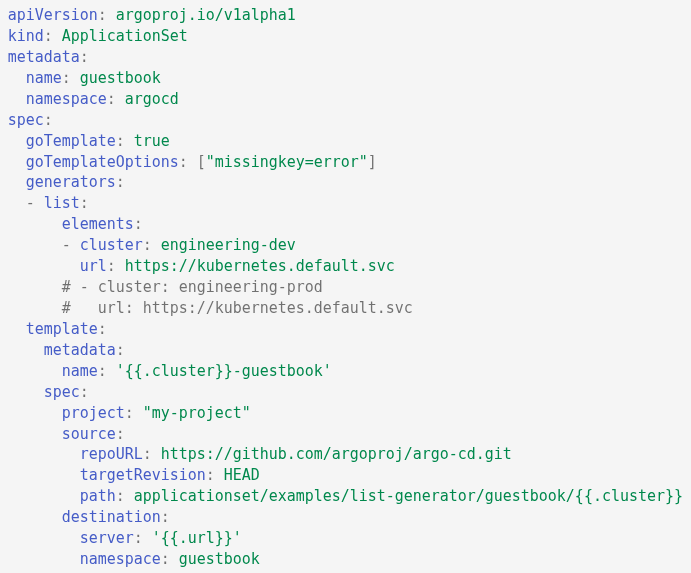 apiVersion: argoproj.io/v1alpha1
kind: ApplicationSet
metadata:
  name: guestbook
  namespace: argocd
spec:
  goTemplate: true
  goTemplateOptions: ["missingkey=error"]
  generators:
  - list:
      elements:
      - cluster: engineering-dev
        url: https://kubernetes.default.svc
      # - cluster: engineering-prod
      #   url: https://kubernetes.default.svc
  template:
    metadata:
      name: '{{.cluster}}-guestbook'
    spec:
      project: "my-project"
      source:
        repoURL: https://github.com/argoproj/argo-cd.git
        targetRevision: HEAD
        path: applicationset/examples/list-generator/guestbook/{{.cluster}}
      destination:
        server: '{{.url}}'
        namespace: guestbook